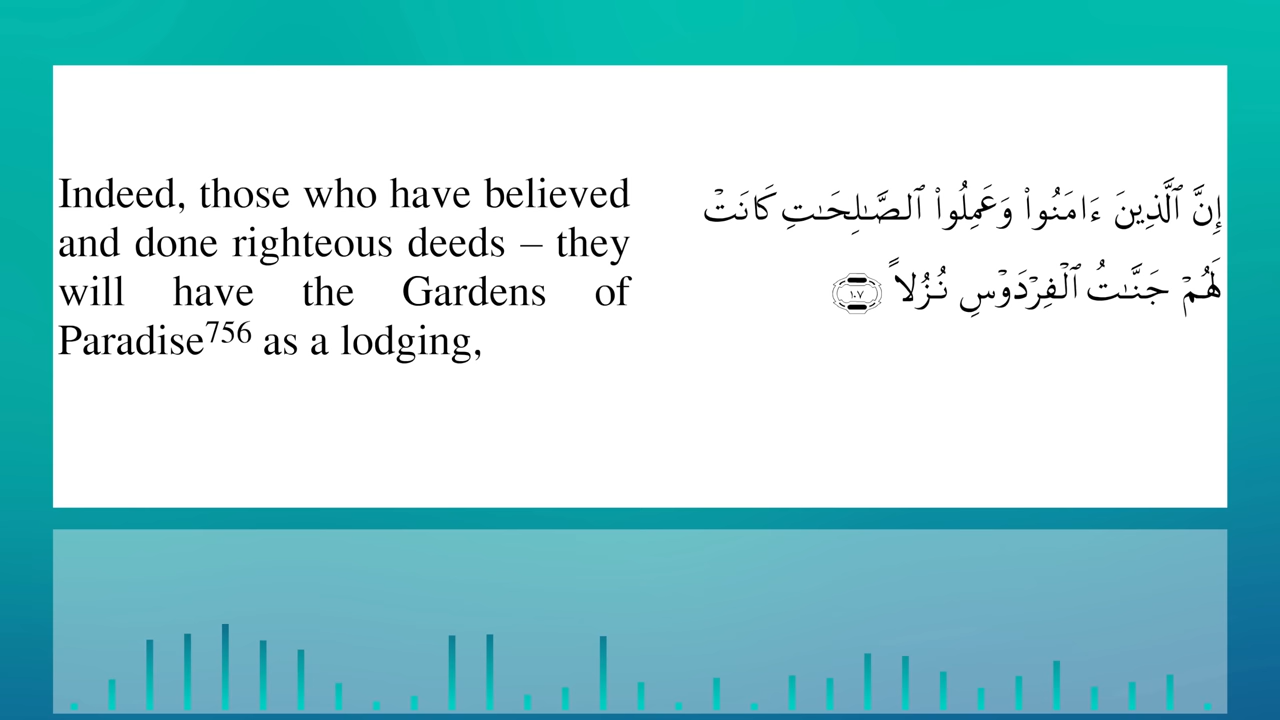 Indeed, those who have believed
and done righteous deeds – they
will have the Gardens of
Paradise756 as a lodging,
إِنَّ ٱلَّذِينَ ءَامَنُوا۟ وَعَمِلُوا۟ ٱلصَّـٰلِحَـٰتِ كَانَتْ
لَهُمْ جَنَّـٰتُ ٱلْفِرْدَوْسِ نُزُلاً ١٠٧